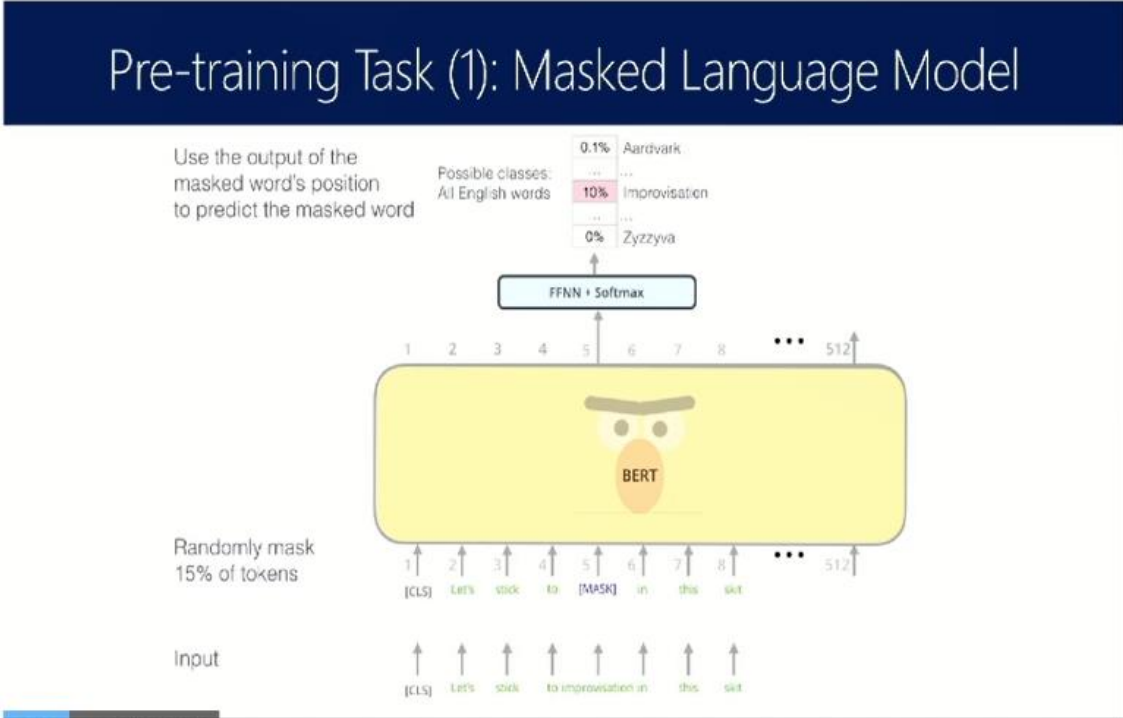 Pre-training Task (1): Masked Language Model
Use the output of the
masked word's position
to predict the masked word
Possible classes:
All English words
0.1% Aardvark
... ...
10% Improvisation
... ...
0% Zyzzyva
FFNN + Softmax
1 2 3 4 5 6 7 8 ••• 512
BERT
Randomly mask
15% of tokens
1 2 3 4 5 6 7 8 ••• 512
[CLS] Let's stick to [MASK] in this skit
Input
[CLS] Let's stick to improvisation in this skit